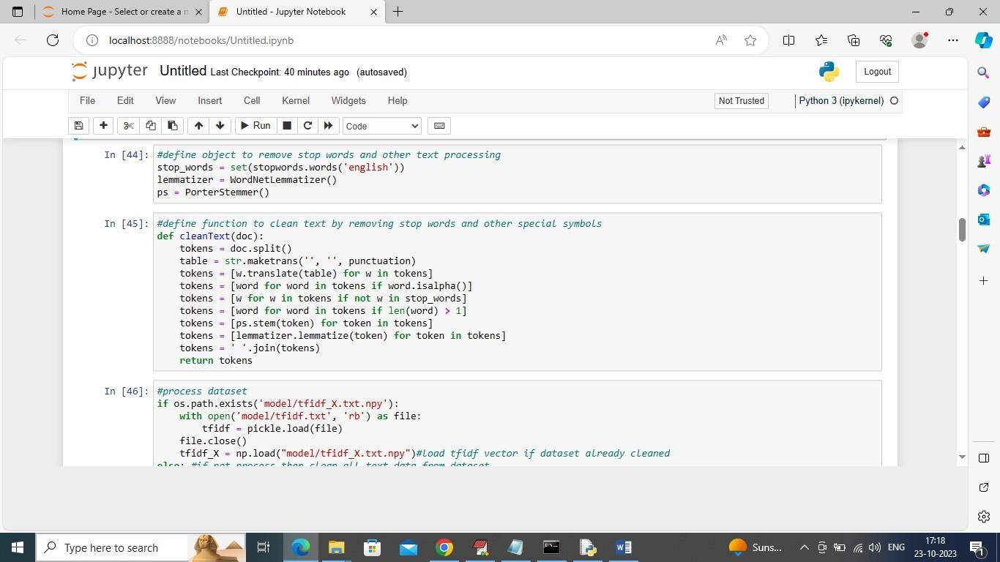 Home Page - Select or create a n
Untitled - Jupyter Notebook
localhost:8888/notebooks/Untitled.ipynb
jupyter Untitled Last Checkpoint: 40 minutes ago (autosaved)
Logout
File Edit View Insert Cell Kernel Widgets Help
Not Trusted
Python 3 (ipykernel)
Run
Code
In [44]:
#define object to remove stop words and other text processing
stop_words = set(stopwords.words('english'))
lemmatizer = WordNetLemmatizer()
ps = PorterStemmer()
In [45]:
#define function to clean text by removing stop words and other special symbols
def cleanText(doc):
    tokens = doc.split()
    table = str.maketrans('', '', punctuation)
    tokens = [w.translate(table) for w in tokens]
    tokens = [word for word in tokens if word.isalpha()]
    tokens = [w for w in tokens if not w in stop_words]
    tokens = [word for word in tokens if len(word) > 1]
    tokens = [ps.stem(token) for token in tokens]
    tokens = [lemmatizer.lemmatize(token) for token in tokens]
    tokens = ' '.join(tokens)
    return tokens
In [46]:
#process dataset
if os.path.exists('model/tfidf_X.txt.npy'):
    with open('model/tfidf.txt', 'rb') as file:
        tfidf = pickle.load(file)
    file.close()
    tfidf_X = np.load("model/tfidf_X.txt.npy")#load tfidf vector if dataset already cleaned
else: #if not process then clean all text data from dataset
Type here to search
Suns...
ENG
17:18
23-10-2023
1